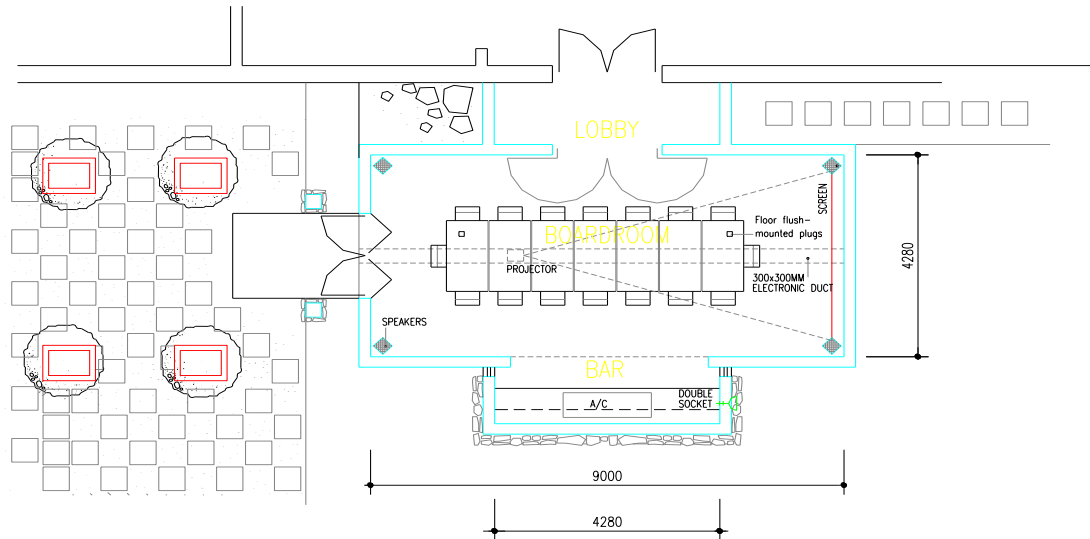 LOBBY
SCREEN
Floor flush-
mounted plugs
BOARDROOM
PROJECTOR
300x300MM
ELECTRONIC DUCT
4280
SPEAKERS
BAR
DOUBLE
SOCKET
A/C
9000
4280